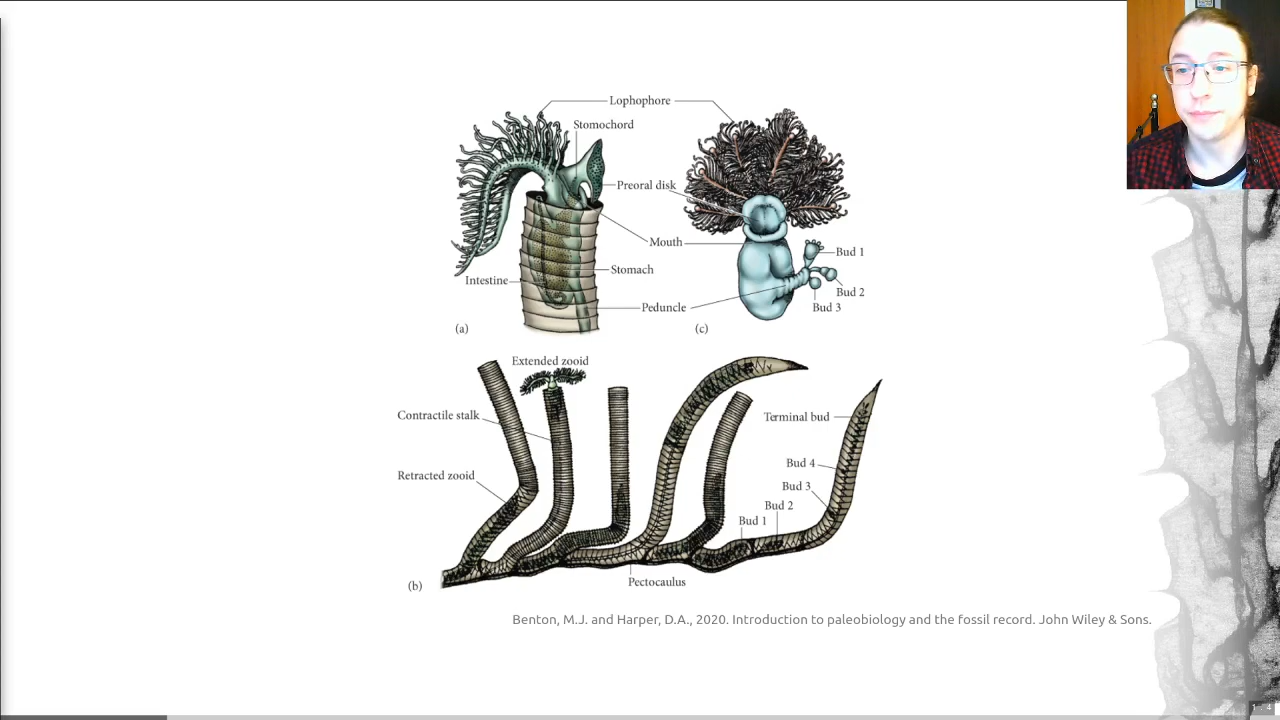 Lophophore
Stomochord
Preoral disk
Mouth
Bud 1
Stomach
Intestine
Bud 2
Peduncle
Bud 3
(a)
(c)
Extended zooid
Contractile stalk
Terminal bud
Bud 4
Retracted zooid
Bud 3
Bud 2
Bud 1
Pectocaulus
(b)
Benton, M.J. and Harper, D.A., 2020. Introduction to paleobiology and the fossil record. John Wiley & Sons.
1 . 4